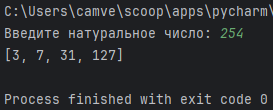 C:\Users\camve\scoop\apps\pycharm\
Введите натуральное число: 254
[3, 7, 31, 127]
Process finished with exit code 0